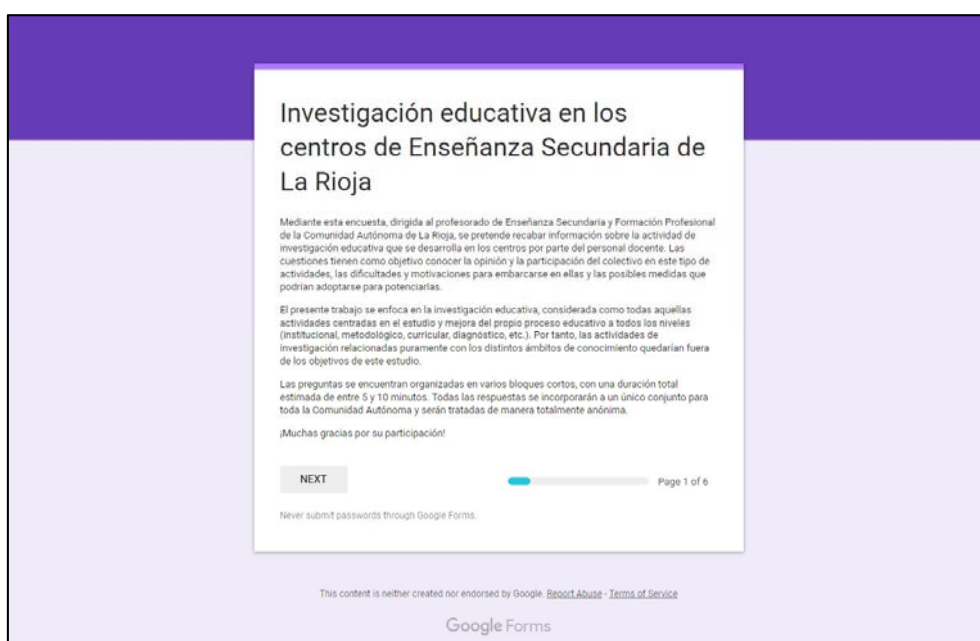 Investigación educativa en los
centros de Enseñanza Secundaria de
La Rioja
Mediante esta encuesta, dirigida al profesorado de Enseñanza Secundaria y Formación Profesional
de la Comunidad Autónoma de La Rioja, se pretende recabar información sobre la actividad de
investigación educativa que se desarrolla en los centros por parte del personal docente. Las
cuestiones tienen como objetivo conocer la opinión y la participación del colectivo en este tipo de
actividades, las dificultades y motivaciones para embarcarse en ellas y las posibles medidas que
podrían adoptarse para potenciarlas.
El presente trabajo se enfoca en la investigación educativa, considerada como todas aquellas
actividades centradas en el estudio y mejora del propio proceso educativo a todos los niveles
(institucional, metodológico, curricular, diagnóstico, etc.). Por tanto, las actividades de
investigación relacionadas puramente con los distintos ámbitos de conocimiento quedarían fuera
de los objetivos de este estudio.
Las preguntas se encuentran organizadas en varios bloques cortos, con una duración total
estimada de entre 5 y 10 minutos. Todas las respuestas se incorporarán a un único conjunto para
toda la Comunidad Autónoma y serán tratadas de manera totalmente anónima.
¡Muchas gracias por su participación!
NEXT
Page 1 of 6
Never submit passwords through Google Forms.
This content is neither created nor endorsed by Google. Report Abuse - Terms of Service
Google Forms